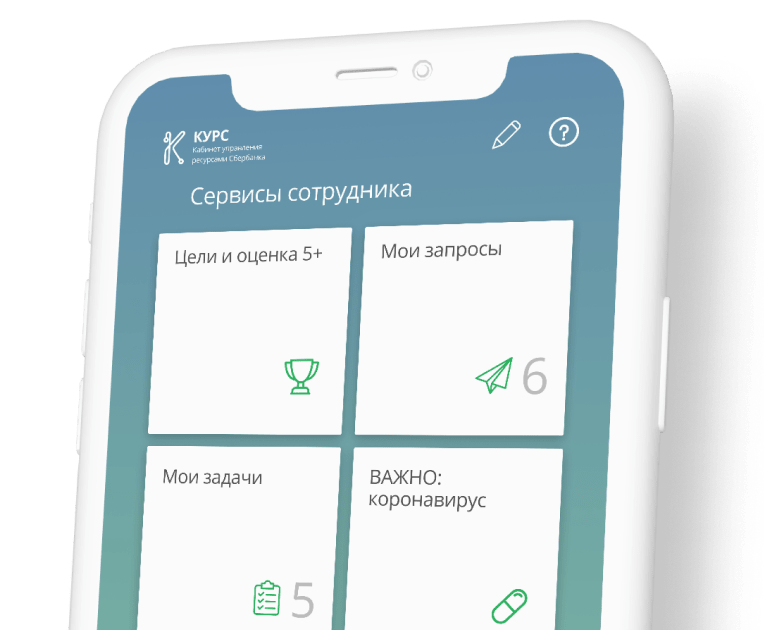 КУРС
Кабинет управления
ресурсами Сбербанка
?
Сервисы сотрудника
Цели и оценка 5+
Мои запросы
6
Мои задачи
ВАЖНО:
коронавирус
5